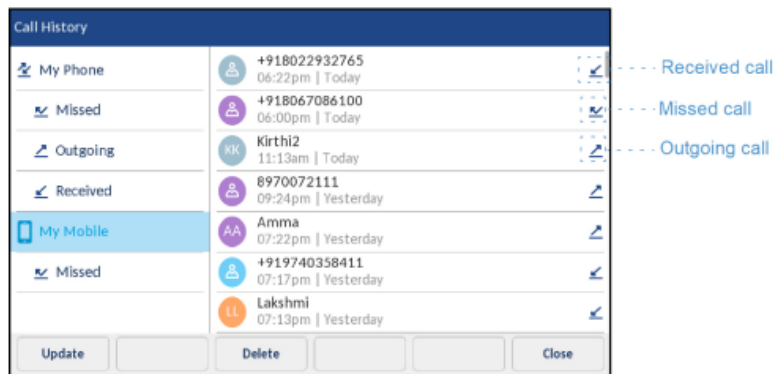 Call History
My Phone
Missed
Outgoing
Received
My Mobile
Missed
+918022932765
06:22pm | Today
+918067086100
06:00pm | Today
KK
Kirthi2
11:13am | Today
8970072111
09:24pm | Yesterday
AA
Amma
07:22pm | Yesterday
+919740358411
07:17pm | Yesterday
LL
Lakshmi
07:13pm | Yesterday
Received call
Missed call
Outgoing call
Update
Delete
Close